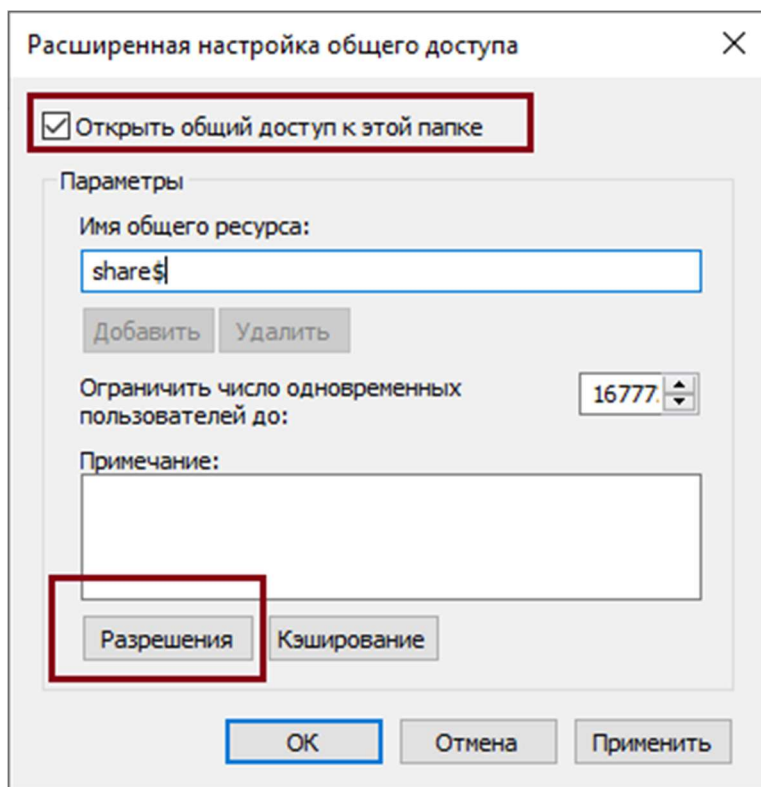 Расширенная настройка общего доступа
Открыть общий доступ к этой папке
Параметры
Имя общего ресурса:
share$
Добавить Удалить
Ограничить число одновременных
пользователей до:
16777
Примечание:
Разрешения Кэширование
ОК Отмена Применить